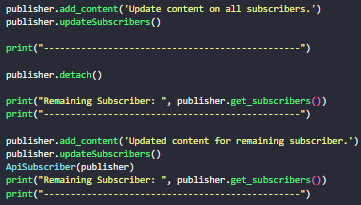 publisher.add_content('Update content on all subscribers.')
publisher.updateSubscribers()
print("--------------------------------------------")
publisher.detach()
print("Remaining Subscriber: ", publisher.get_subscribers())
print("--------------------------------------------")
publisher.add_content('Updated content for remaining subscriber.')
publisher.updateSubscribers()
ApiSubscriber(publisher)
print("Remaining Subscriber: ", publisher.get_subscribers())
print("--------------------------------------------")